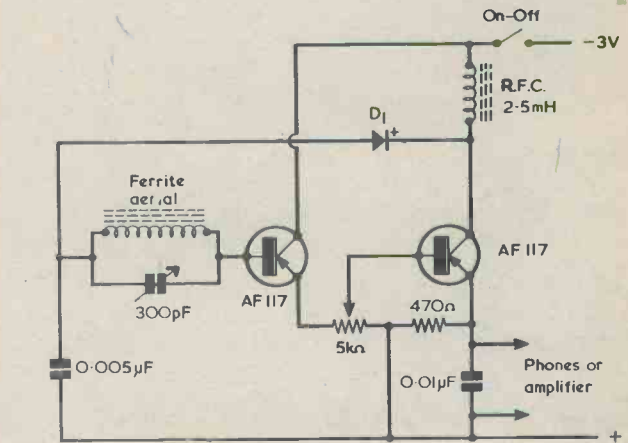 On-Off
-3V
R.F.C.
2·5mH
D1
+
Ferrite
aerial
AF 117
AF 117
300pF
470Ω
5kΩ
0·005µF
0·01µF
Phones or
amplifier
+